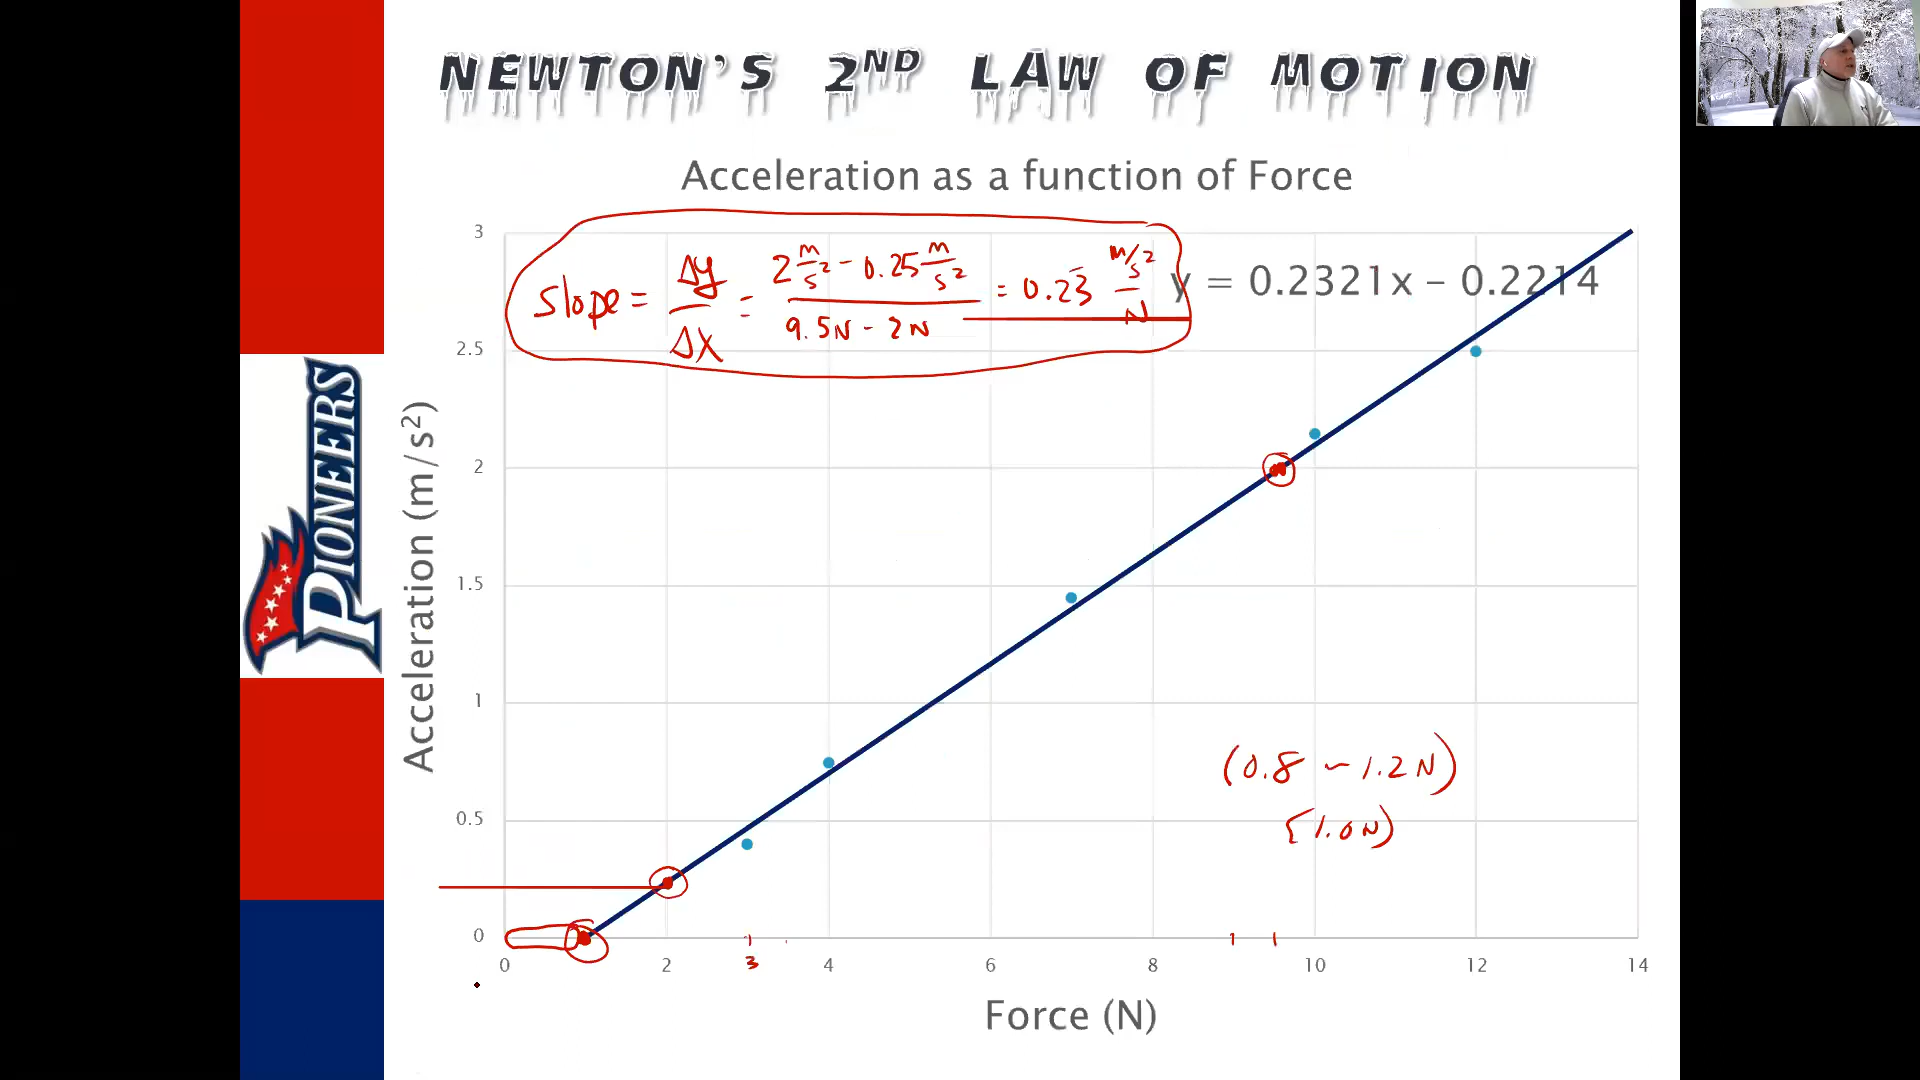 NEWTON'S 2ND LAW OF MOTION
Acceleration as a function of Force
slope = Δy/Δx = (2 m/s² - 0.25 m/s²)/(9.5N - 2N) = 0.23 m/s²/N
y = 0.2321x – 0.2214
3
2.5
2
1.5
1
0.5
0
Acceleration (m/s²)
PIONEERS
(0.8 - 1.2N)
(1.0N)
0
2
3
4
6
8
10
12
14
Force (N)